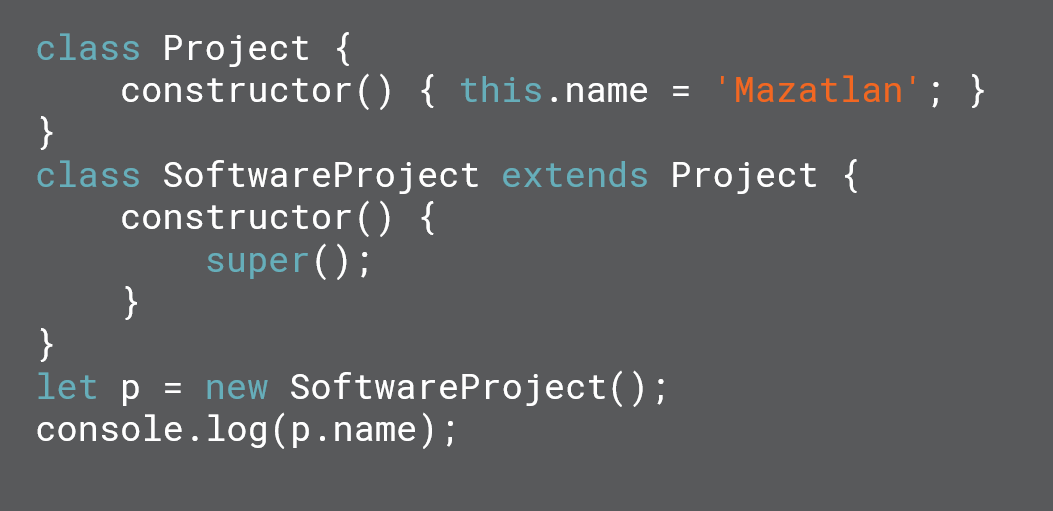 class Project {
    constructor() { this.name = 'Mazatlan'; }
}
class SoftwareProject extends Project {
    constructor() {
        super();
    }
}
let p = new SoftwareProject();
console.log(p.name);